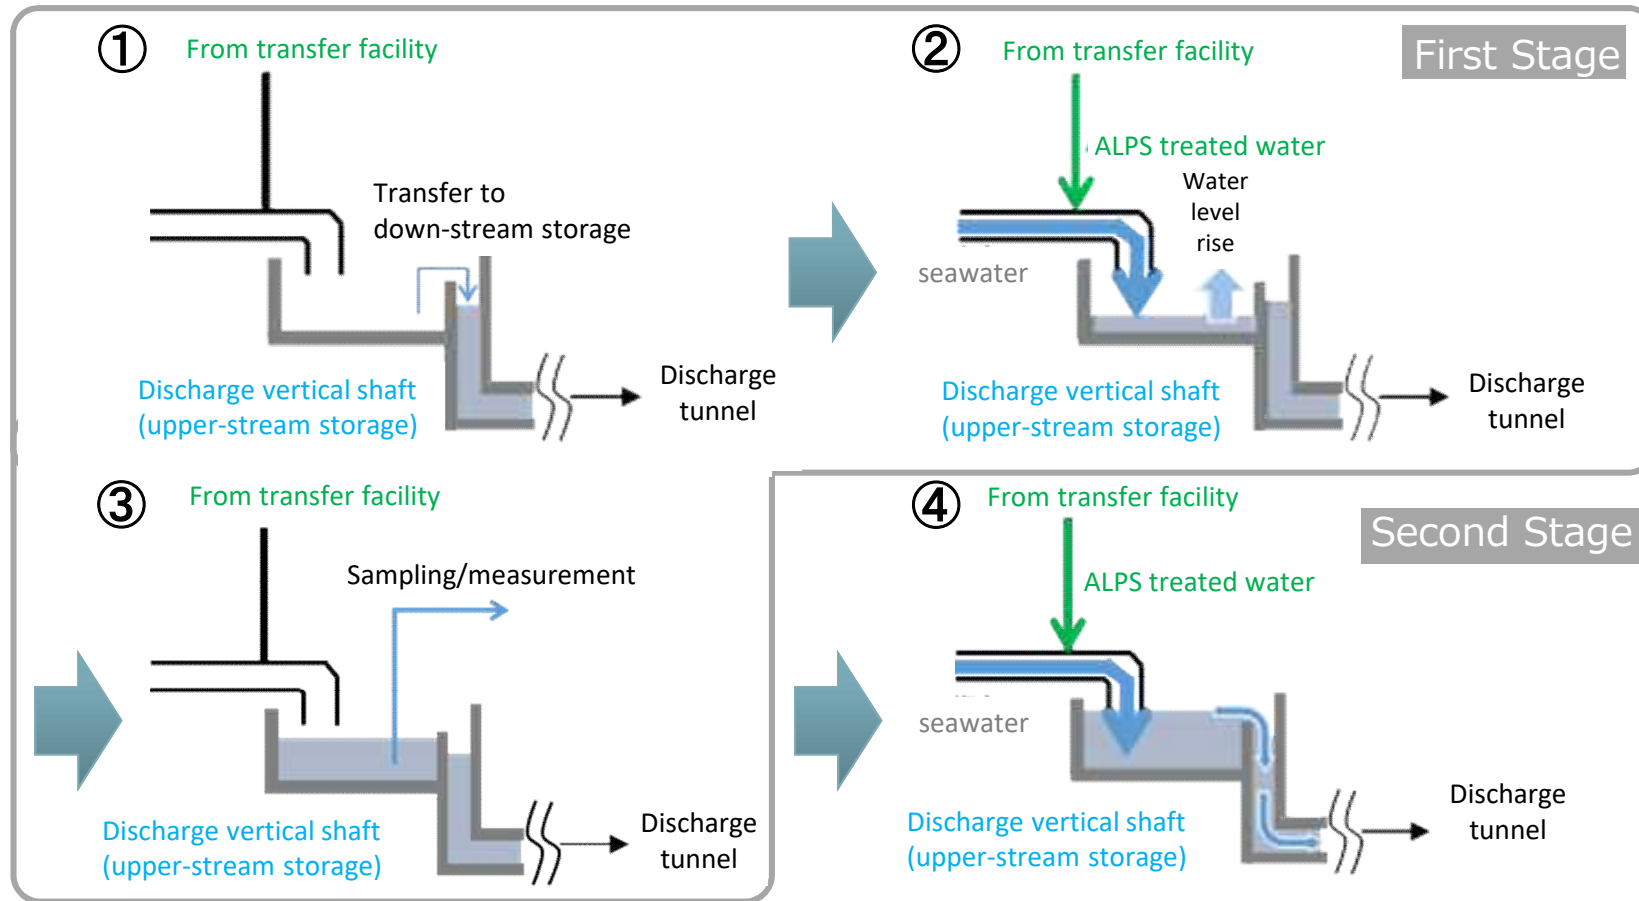 ①
From transfer facility
Transfer to
down-stream storage
Discharge vertical shaft
(upper-stream storage)
Discharge
tunnel
②
From transfer facility
First Stage
ALPS treated water
Water
level
rise
seawater
Discharge vertical shaft
(upper-stream storage)
Discharge
tunnel
③
From transfer facility
Sampling/measurement
Discharge vertical shaft
(upper-stream storage)
Discharge
tunnel
④
From transfer facility
Second Stage
ALPS treated water
seawater
Discharge vertical shaft
(upper-stream storage)
Discharge
tunnel